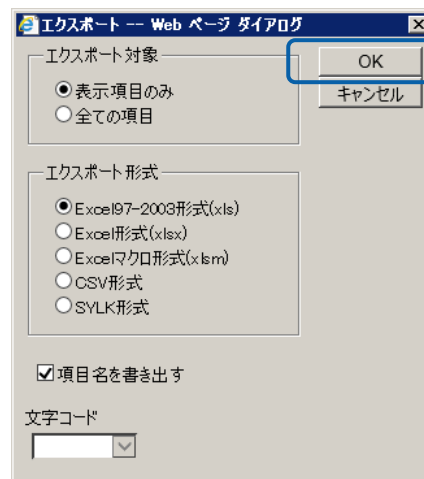 エクスポート -- Web ページ ダイアログ
エクスポート対象
OK
表示項目のみ
キャンセル
全ての項目
エクスポート形式
Excel97-2003形式(xls)
Excel形式(xlsx)
Excelマクロ形式(xlsm)
CSV形式
SYLK形式
項目名を書き出す
文字コード